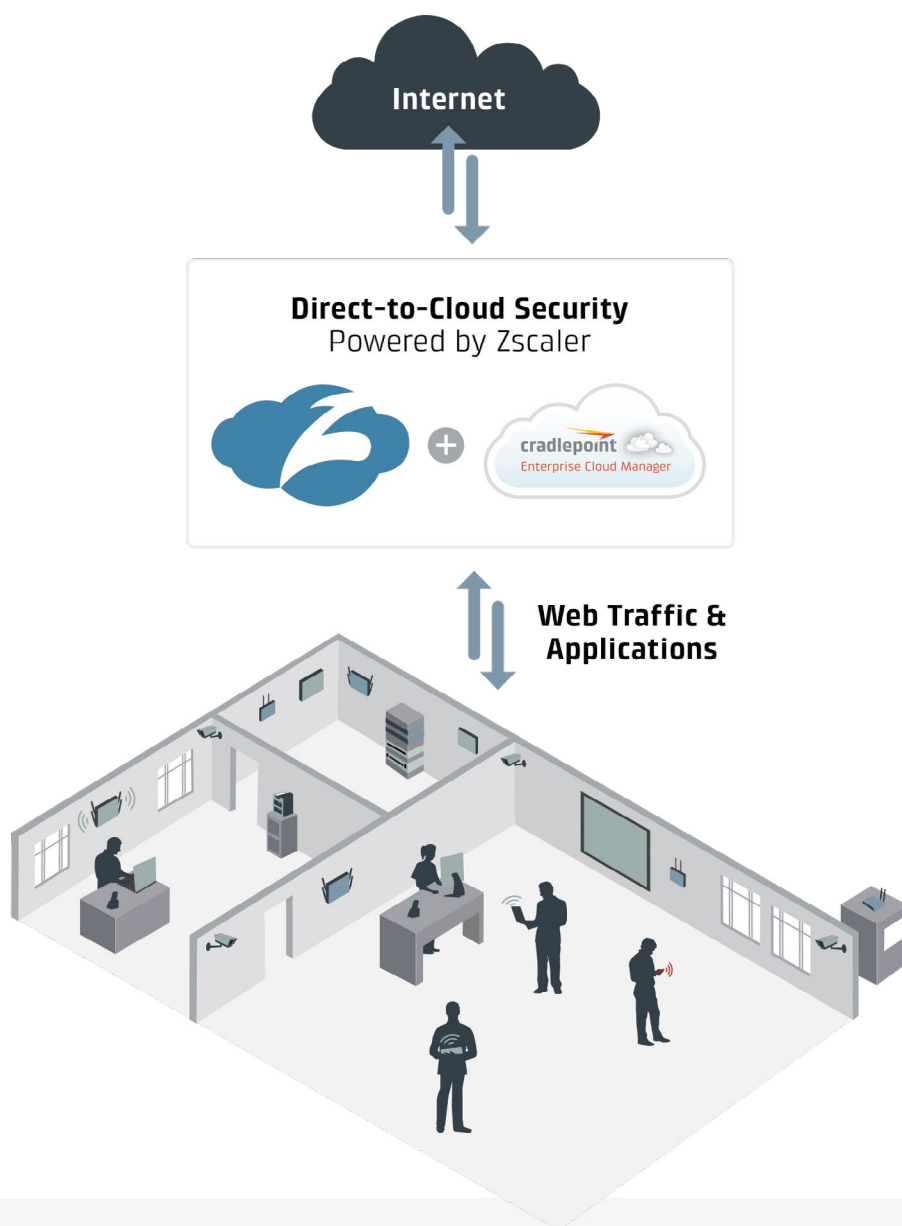 Internet
Direct-to-Cloud Security
Powered by Zscaler
cradlepoint
Enterprise Cloud Manager
Web Traffic &
Applications